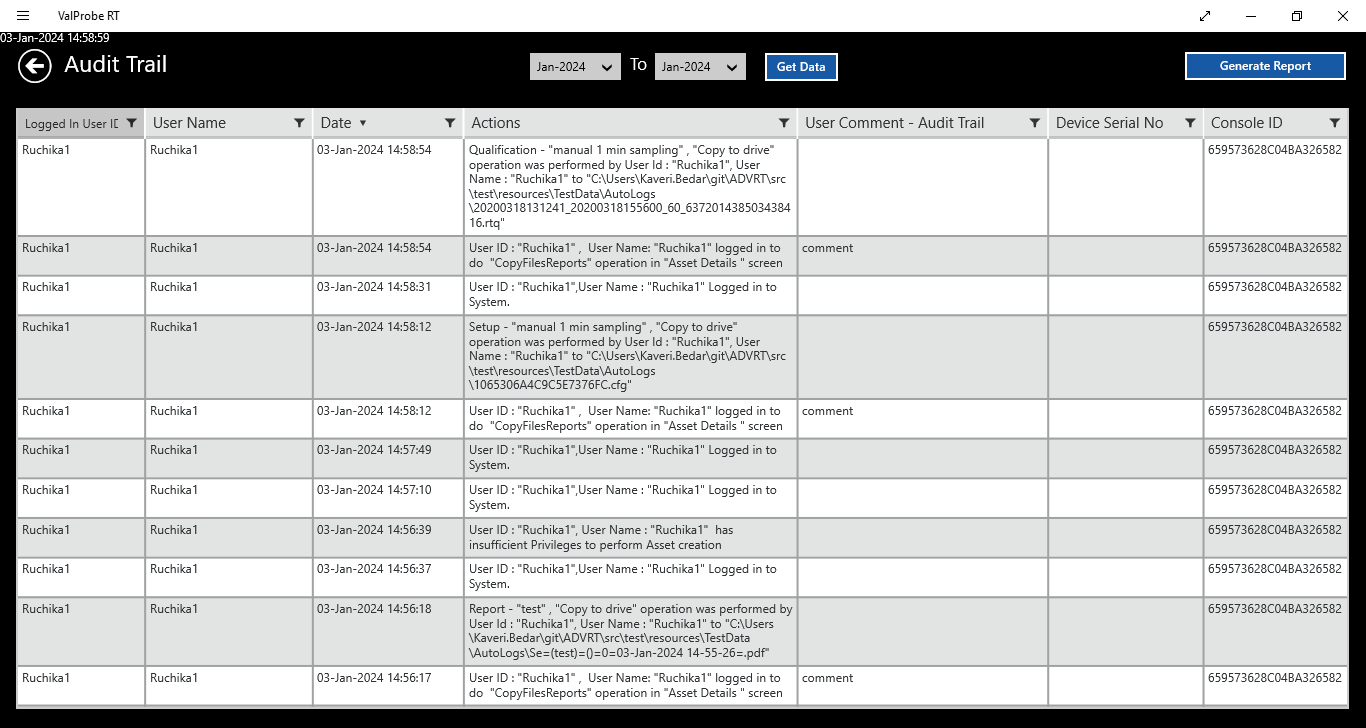 ValProbe RT
03-Jan-2024 14:58:59
Audit Trail
Jan-2024 To Jan-2024 Get Data Generate Report
Logged In User ID User Name Date Actions User Comment - Audit Trail Device Serial No Console ID
Ruchika1 Ruchika1 03-Jan-2024 14:58:54 Qualification - "manual 1 min sampling" , "Copy to drive" 659573628C04BA326582
operation was performed by User Id : "Ruchika1", User
Name : "Ruchika1" to "C:\Users\Kaveri.Bedar\git\ADVRT\src
\test\resources\TestData\AutoLogs
\20200318131241_20200318155600_60_6372014385034384
16.rtq"
Ruchika1 Ruchika1 03-Jan-2024 14:58:54 User ID : "Ruchika1" ,  User Name: "Ruchika1" logged in to comment 659573628C04BA326582
do  "CopyFilesReports" operation in "Asset Details " screen
Ruchika1 Ruchika1 03-Jan-2024 14:58:31 User ID : "Ruchika1",User Name : "Ruchika1" Logged in to 659573628C04BA326582
System.
Ruchika1 Ruchika1 03-Jan-2024 14:58:12 Setup - "manual 1 min sampling" , "Copy to drive" 659573628C04BA326582
operation was performed by User Id : "Ruchika1", User
Name : "Ruchika1" to "C:\Users\Kaveri.Bedar\git\ADVRT\src
\test\resources\TestData\AutoLogs
\1065306A4C9C5E7376FC.cfg"
Ruchika1 Ruchika1 03-Jan-2024 14:58:12 User ID : "Ruchika1" ,  User Name: "Ruchika1" logged in to comment 659573628C04BA326582
do  "CopyFilesReports" operation in "Asset Details " screen
Ruchika1 Ruchika1 03-Jan-2024 14:57:49 User ID : "Ruchika1",User Name : "Ruchika1" Logged in to 659573628C04BA326582
System.
Ruchika1 Ruchika1 03-Jan-2024 14:57:10 User ID : "Ruchika1",User Name : "Ruchika1" Logged in to 659573628C04BA326582
System.
Ruchika1 Ruchika1 03-Jan-2024 14:56:39 User ID : "Ruchika1", User Name : "Ruchika1"  has 659573628C04BA326582
insufficient Privileges to perform Asset creation
Ruchika1 Ruchika1 03-Jan-2024 14:56:37 User ID : "Ruchika1",User Name : "Ruchika1" Logged in to 659573628C04BA326582
System.
Ruchika1 Ruchika1 03-Jan-2024 14:56:18 Report - "test" , "Copy to drive" operation was performed by 659573628C04BA326582
User Id : "Ruchika1", User Name : "Ruchika1" to "C:\Users
\Kaveri.Bedar\git\ADVRT\src\test\resources\TestData
\AutoLogs\Se=(test)=()=0=03-Jan-2024 14-55-26=.pdf"
Ruchika1 Ruchika1 03-Jan-2024 14:56:17 User ID : "Ruchika1" ,  User Name: "Ruchika1" logged in to comment 659573628C04BA326582
do  "CopyFilesReports" operation in "Asset Details " screen